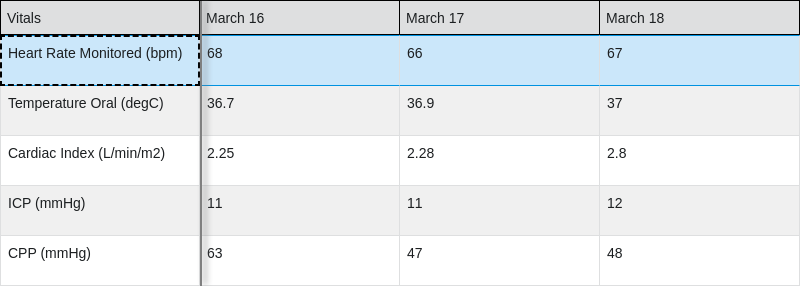 Vitals March 16 March 17 March 18
Heart Rate Monitored (bpm) 68 66 67
Temperature Oral (degC) 36.7 36.9 37
Cardiac Index (L/min/m2) 2.25 2.28 2.8
ICP (mmHg) 11 11 12
CPP (mmHg) 63 47 48